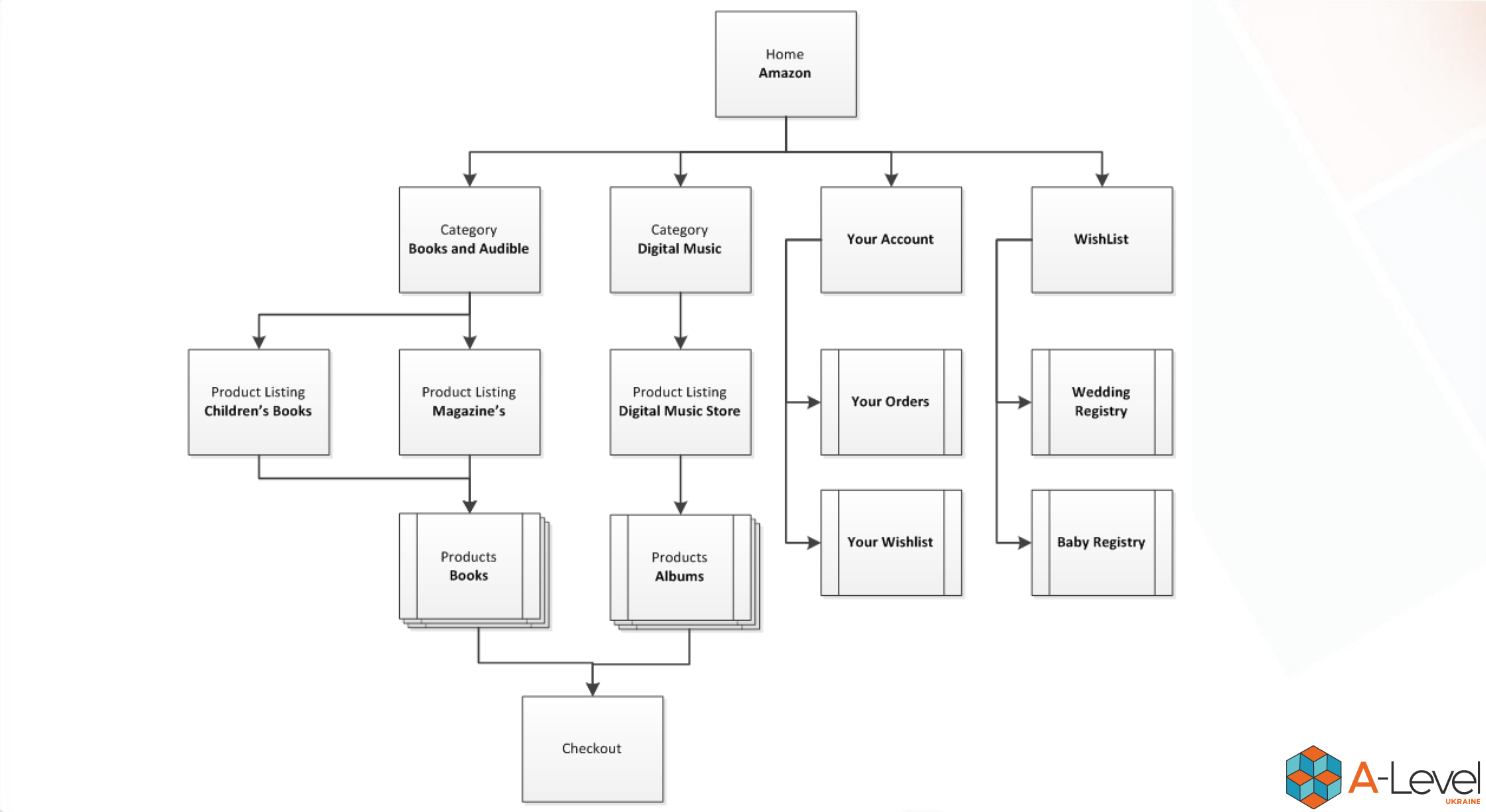 Home
Amazon
Category
Books and Audible
Category
Digital Music
Your Account
WishList
Product Listing
Children's Books
Product Listing
Magazine's
Product Listing
Digital Music Store
Your Orders
Wedding
Registry
Products
Books
Products
Albums
Your Wishlist
Baby Registry
Checkout
A-Level
UKRAINE